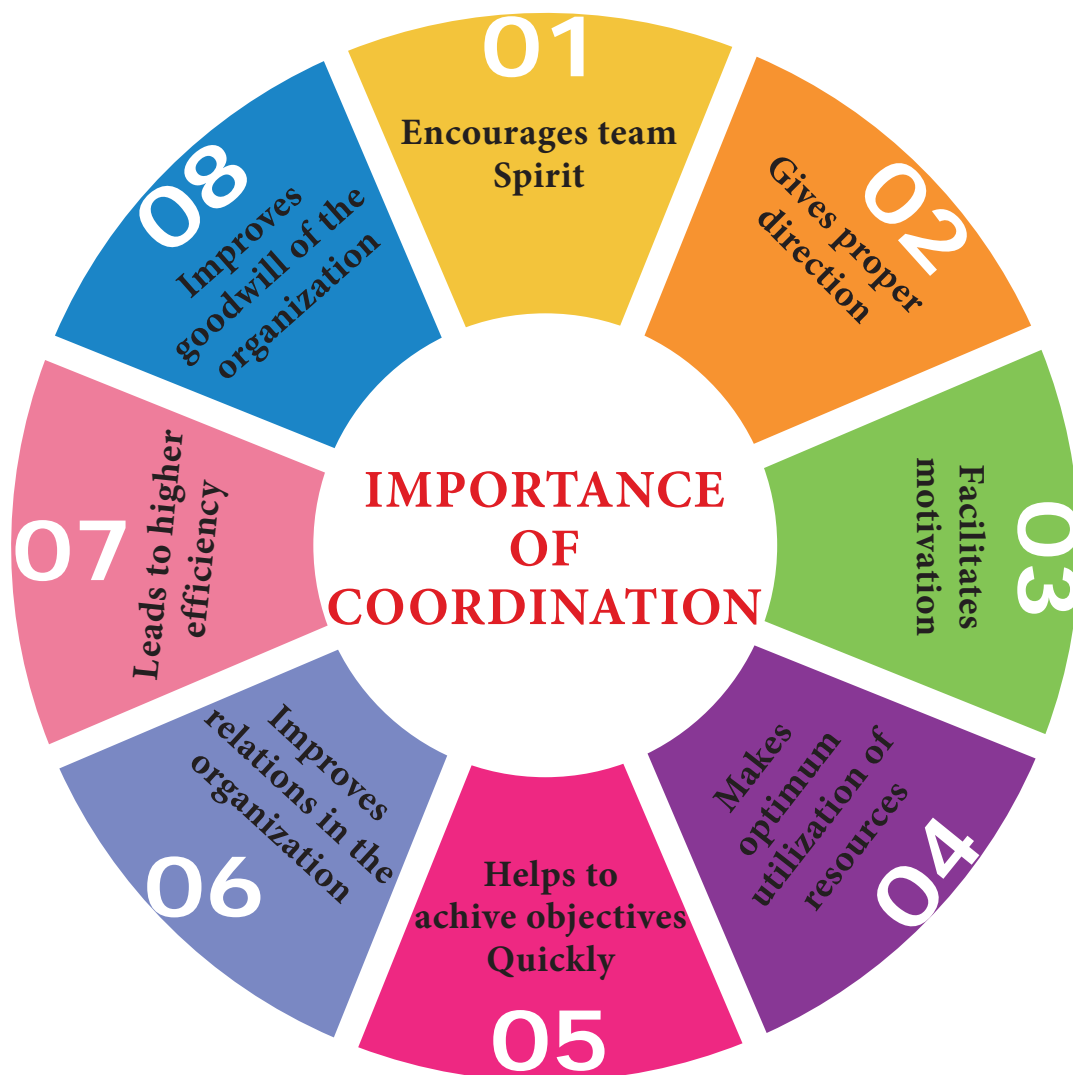 IMPORTANCE
OF
COORDINATION
01
Encourages team
Spirit
02
Gives proper
direction
03
Facilitates
motivation
04
Makes
optimum
utilization of
resources
05
Helps to
achive objectives
Quickly
06
Improves
relations in the
organization
07
Leads to higher
efficiency
08
Improves
goodwill of the
organization